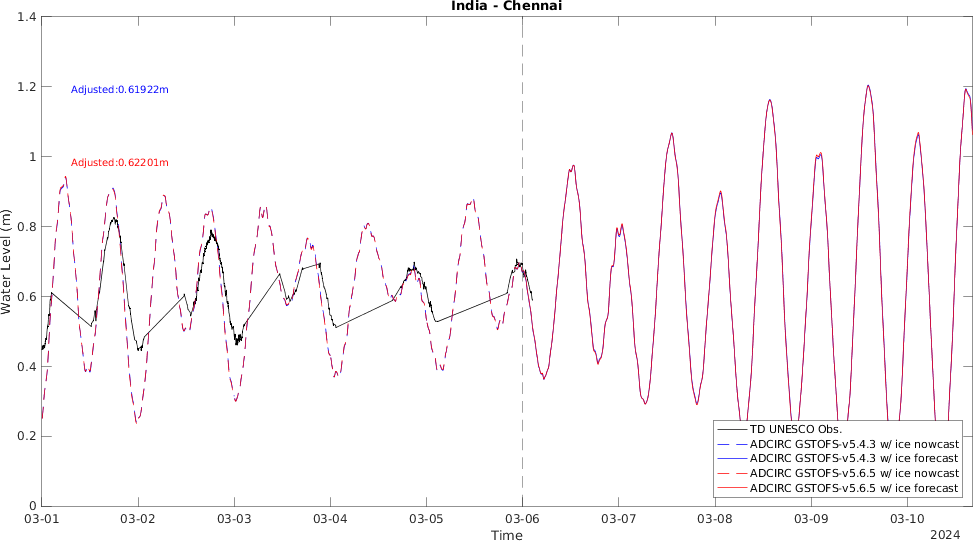 India - Chennai
1.4
1.2
1
0.8
0.6
0.4
0.2
0
Water Level (m)
Adjusted:0.61922m
Adjusted:0.62201m
TD UNESCO Obs.
ADCIRC GSTOFS-v5.4.3 w/ ice nowcast
ADCIRC GSTOFS-v5.4.3 w/ ice forecast
ADCIRC GSTOFS-v5.6.5 w/ ice nowcast
ADCIRC GSTOFS-v5.6.5 w/ ice forecast
03-01 03-02 03-03 03-04 03-05 03-06 03-07 03-08 03-09 03-10
Time
2024